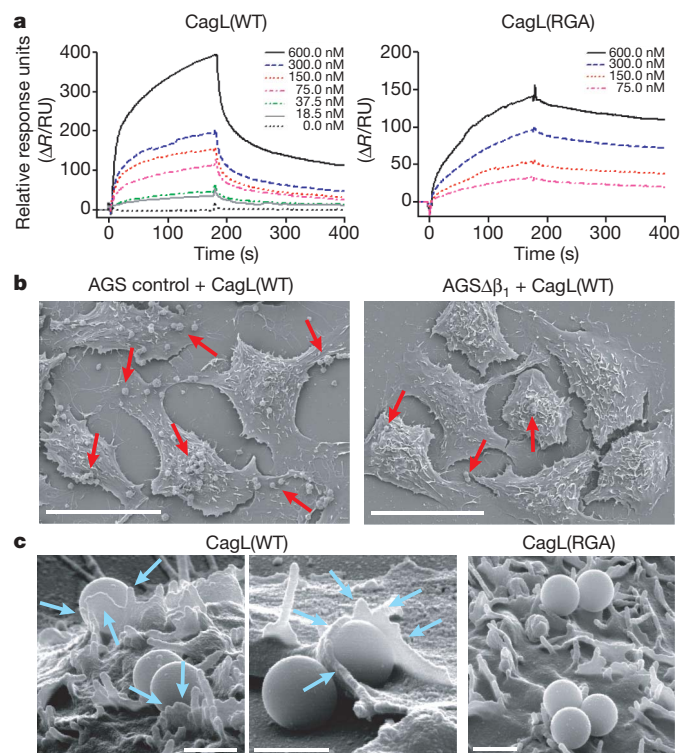 a
CagL(WT)
CagL(RGA)
Relative response units
(ΔR/RU)
400
300
200
100
0
600.0 nM
300.0 nM
150.0 nM
75.0 nM
37.5 nM
18.5 nM
0.0 nM
0 100 200 300 400
Time (s)
(ΔR/RU)
200
150
100
50
0
600.0 nM
300.0 nM
150.0 nM
75.0 nM
0 100 200 300 400
Time (s)
b
AGS control + CagL(WT)
AGSΔβ₁ + CagL(WT)
c
CagL(WT)
CagL(RGA)